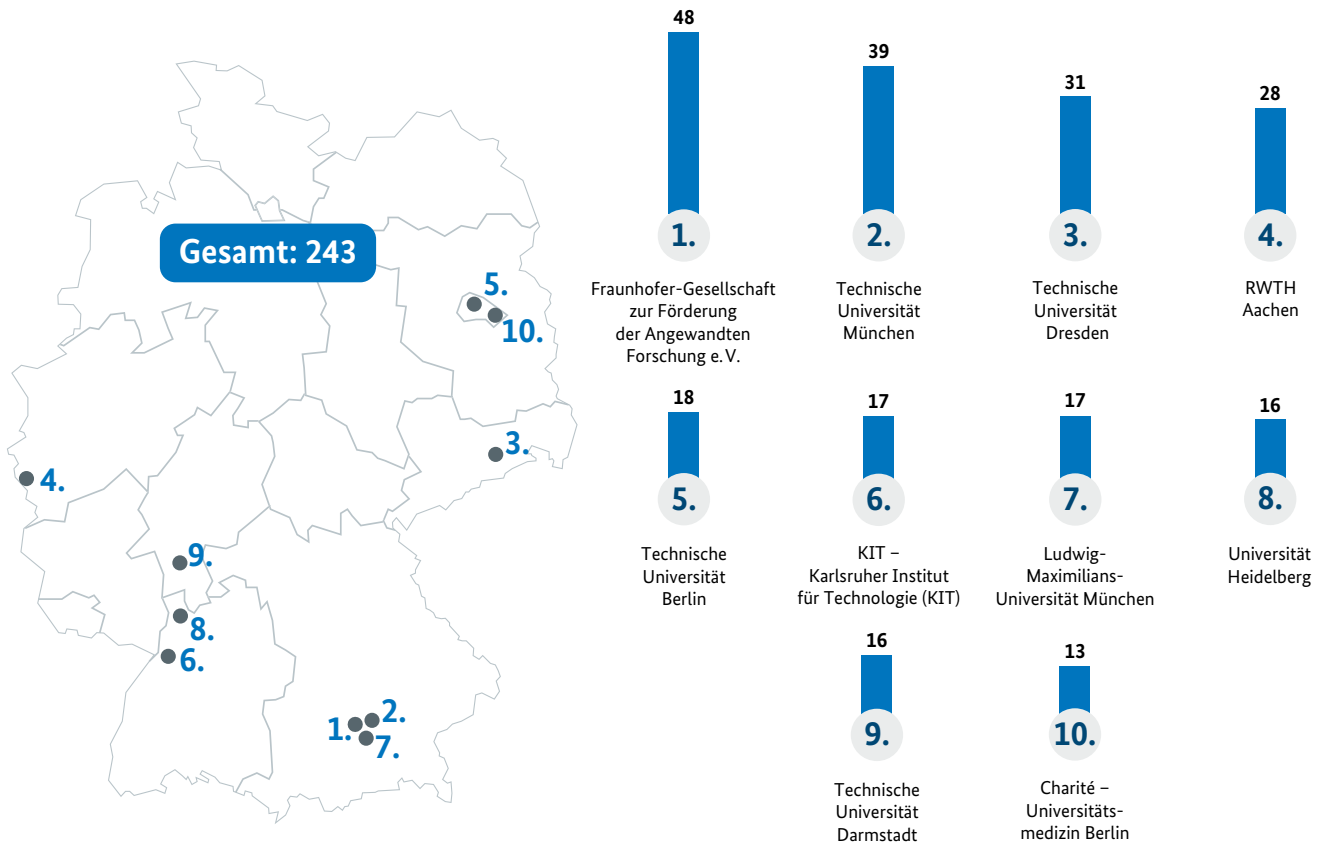 Gesamt: 243
5.
10.
3.
4.
9.
8.
6.
1.
2.
7.
48
1.
Fraunhofer-Gesellschaft
zur Förderung
der Angewandten
Forschung e. V.
39
2.
Technische
Universität
München
31
3.
Technische
Universität
Dresden
28
4.
RWTH
Aachen
18
5.
Technische
Universität
Berlin
17
6.
KIT –
Karlsruher Institut
für Technologie (KIT)
17
7.
Ludwig-
Maximilians-
Universität München
16
8.
Universität
Heidelberg
16
9.
Technische
Universität
Darmstadt
13
10.
Charité –
Universitäts-
medizin Berlin